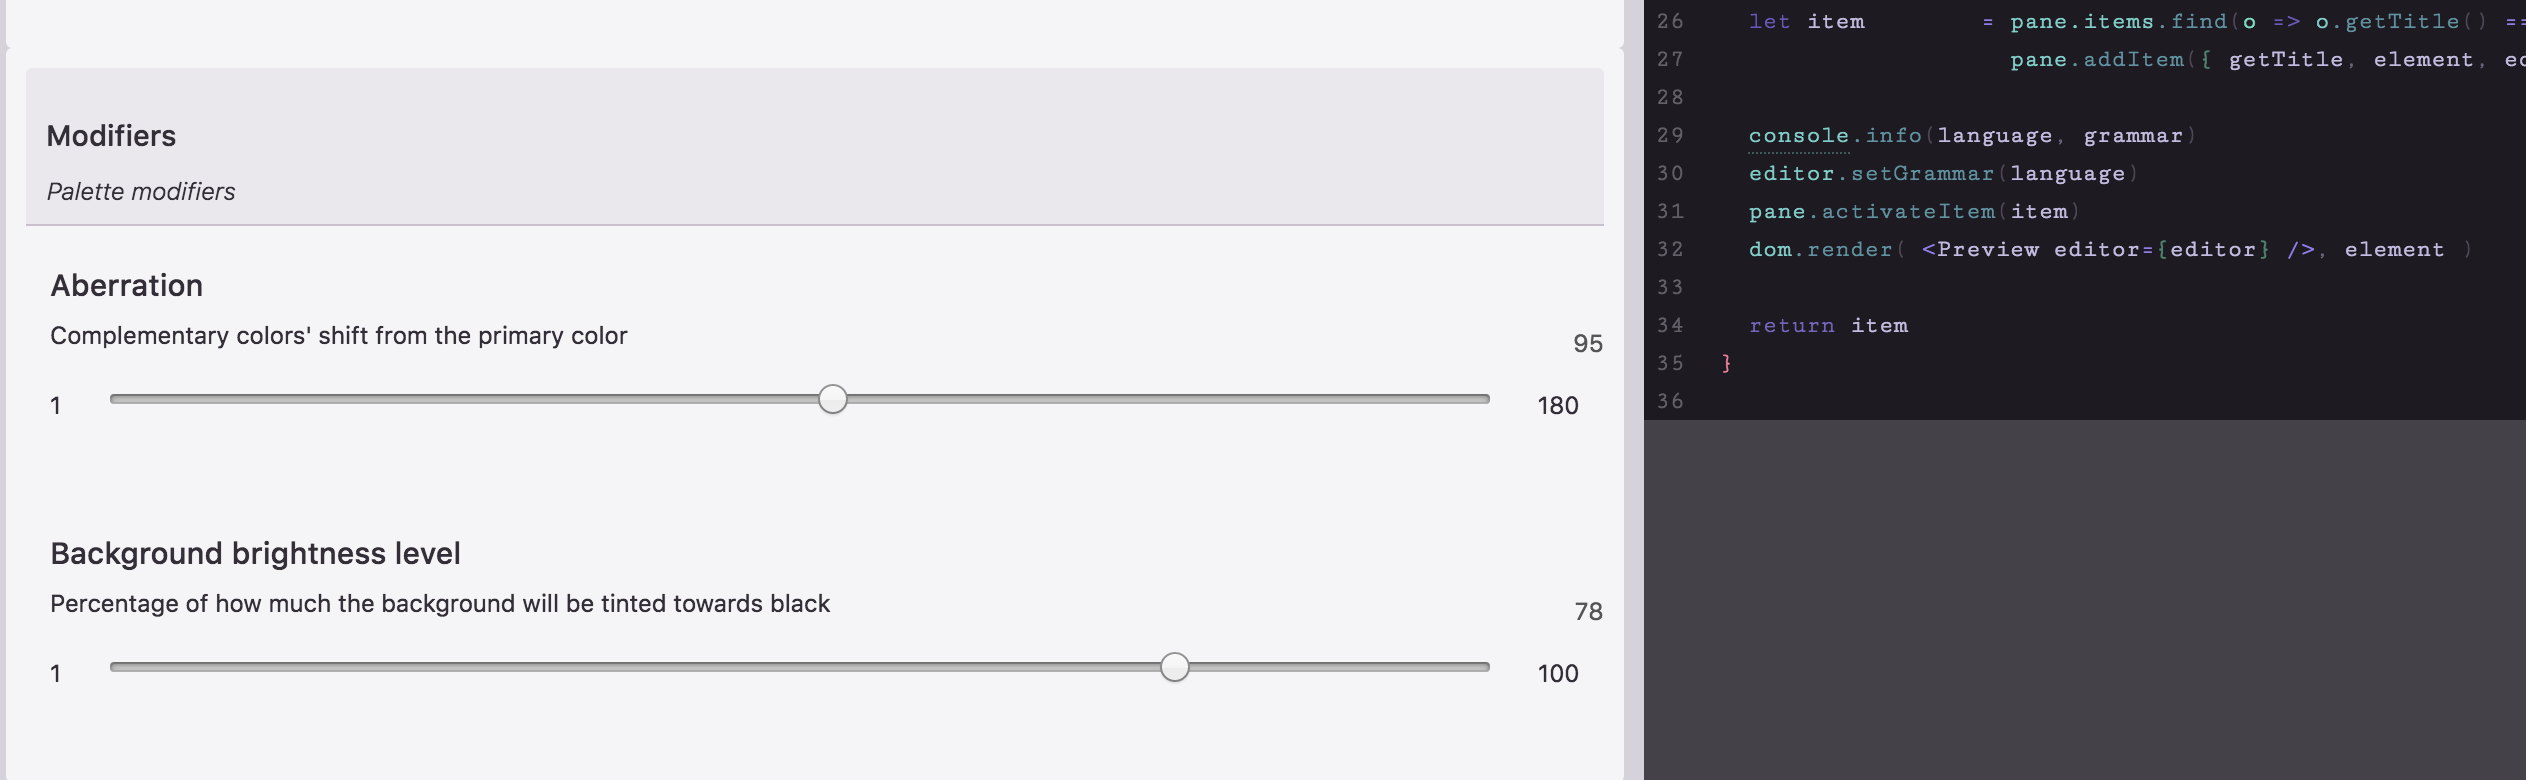 Modifiers
Palette modifiers
Aberration
Complementary colors' shift from the primary color
95
1
180
Background brightness level
Percentage of how much the background will be tinted towards black
78
1
100
26 let item = pane.items.find(o => o.getTitle() ==
27 pane.addItem({ getTitle, element,
28
29 console.info(language, grammar)
30 editor.setGrammar(language)
31 pane.activateItem(item)
32 dom.render( <Preview editor={editor} />, element )
33
34 return item
35 }
36